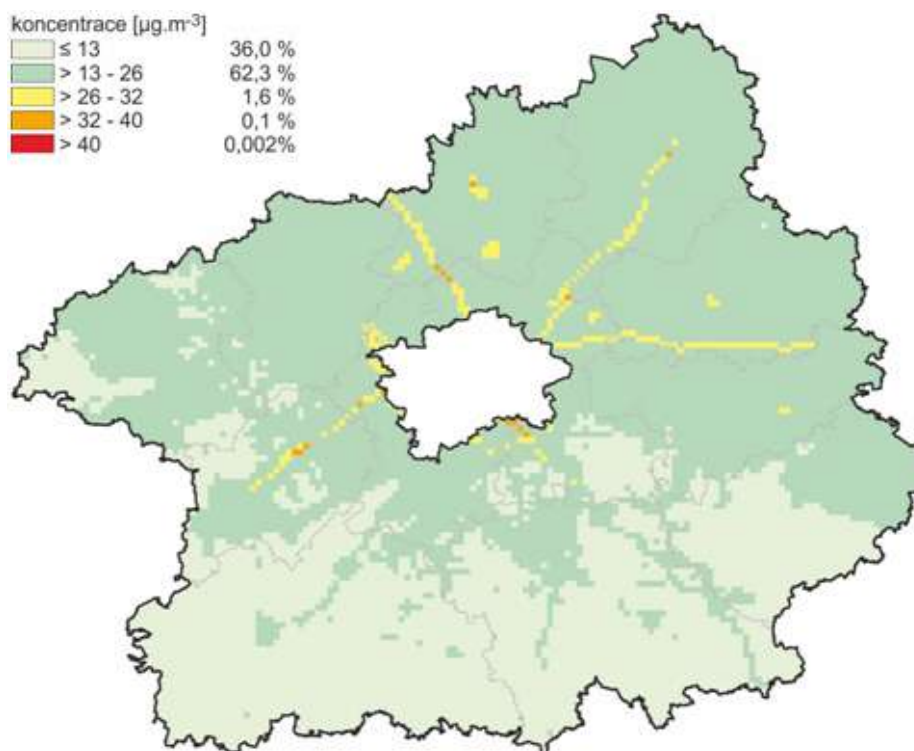 koncentrace [µg.m-3]
≤ 13 36,0 %
> 13 - 26 62,3 %
> 26 - 32 1,6 %
> 32 - 40 0,1 %
> 40 0,002%